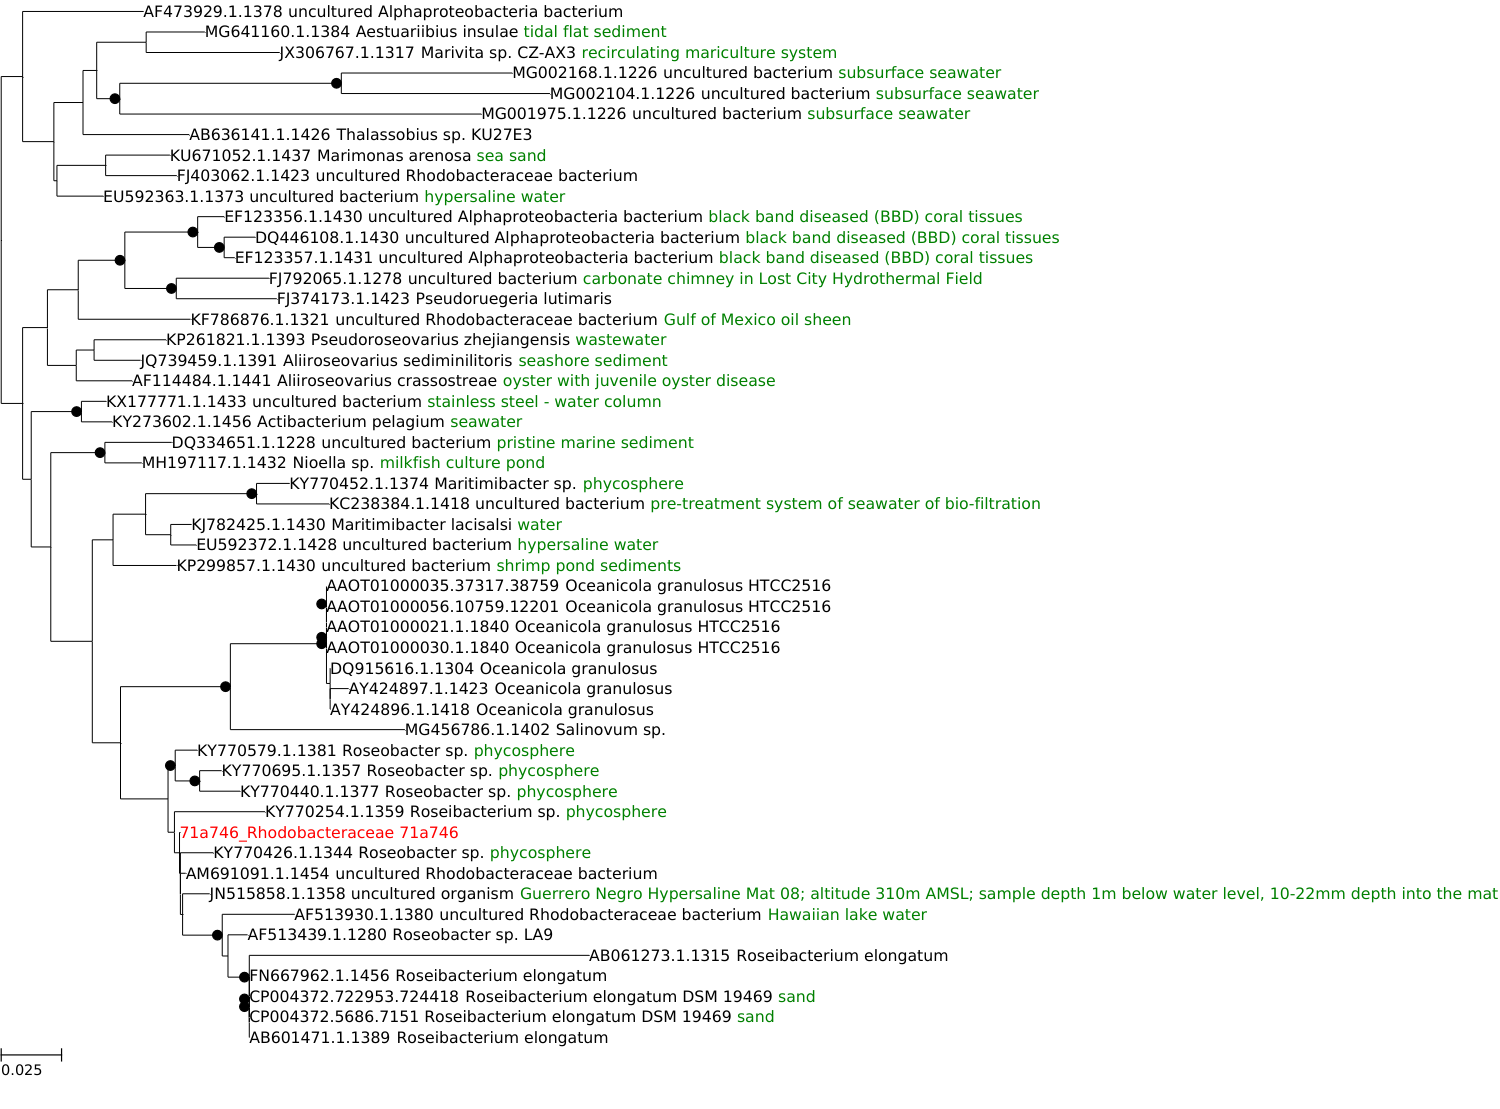 AF473929.1.1378 uncultured Alphaproteobacteria bacterium
MG641160.1.1384 Aestuariibius insulae tidal flat sediment
JX306767.1.1317 Marivita sp. CZ-AX3 recirculating mariculture system
MG002168.1.1226 uncultured bacterium subsurface seawater
MG002104.1.1226 uncultured bacterium subsurface seawater
MG001975.1.1226 uncultured bacterium subsurface seawater
AB636141.1.1426 Thalassobius sp. KU27E3
KU671052.1.1437 Marimonas arenosa sea sand
FJ403062.1.1423 uncultured Rhodobacteraceae bacterium
EU592363.1.1373 uncultured bacterium hypersaline water
EF123356.1.1430 uncultured Alphaproteobacteria bacterium black band diseased (BBD) coral tissues
DQ446108.1.1430 uncultured Alphaproteobacteria bacterium black band diseased (BBD) coral tissues
EF123357.1.1431 uncultured Alphaproteobacteria bacterium black band diseased (BBD) coral tissues
FJ792065.1.1278 uncultured bacterium carbonate chimney in Lost City Hydrothermal Field
FJ374173.1.1423 Pseudoruegeria lutimaris
KF786876.1.1321 uncultured Rhodobacteraceae bacterium Gulf of Mexico oil sheen
KP261821.1.1393 Pseudoroseovarius zhejiangensis wastewater
JQ739459.1.1391 Aliiroseovarius sediminilitoris seashore sediment
AF114484.1.1441 Aliiroseovarius crassostreae oyster with juvenile oyster disease
KX177771.1.1433 uncultured bacterium stainless steel - water column
KY273602.1.1456 Actibacterium pelagium seawater
DQ334651.1.1228 uncultured bacterium pristine marine sediment
MH197117.1.1432 Nioella sp. milkfish culture pond
KY770452.1.1374 Maritimibacter sp. phycosphere
KC238384.1.1418 uncultured bacterium pre-treatment system of seawater of bio-filtration
KJ782425.1.1430 Maritimibacter lacisalsi water
EU592372.1.1428 uncultured bacterium hypersaline water
KP299857.1.1430 uncultured bacterium shrimp pond sediments
AAOT01000035.37317.38759 Oceanicola granulosus HTCC2516
AAOT01000056.10759.12201 Oceanicola granulosus HTCC2516
AAOT01000021.1.1840 Oceanicola granulosus HTCC2516
AAOT01000030.1.1840 Oceanicola granulosus HTCC2516
DQ915616.1.1304 Oceanicola granulosus
AY424897.1.1423 Oceanicola granulosus
AY424896.1.1418 Oceanicola granulosus
MG456786.1.1402 Salinovum sp.
KY770579.1.1381 Roseobacter sp. phycosphere
KY770695.1.1357 Roseobacter sp. phycosphere
KY770440.1.1377 Roseobacter sp. phycosphere
KY770254.1.1359 Roseibacterium sp. phycosphere
71a746_Rhodobacteraceae 71a746
KY770426.1.1344 Roseobacter sp. phycosphere
AM691091.1.1454 uncultured Rhodobacteraceae bacterium
JN515858.1.1358 uncultured organism Guerrero Negro Hypersaline Mat 08; altitude 310m AMSL; sample depth 1m below water level, 10-22mm depth into the mat
AF513930.1.1380 uncultured Rhodobacteraceae bacterium Hawaiian lake water
AF513439.1.1280 Roseobacter sp. LA9
AB061273.1.1315 Roseibacterium elongatum
FN667962.1.1456 Roseibacterium elongatum
CP004372.722953.724418 Roseibacterium elongatum DSM 19469 sand
CP004372.5686.7151 Roseibacterium elongatum DSM 19469 sand
AB601471.1.1389 Roseibacterium elongatum
0.025